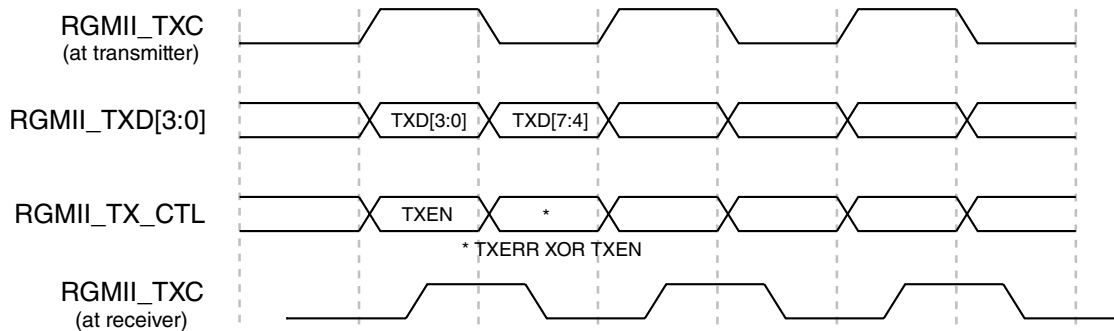 RGMII_TXC
(at transmitter)
RGMII_TXD[3:0]
TXD[3:0]
TXD[7:4]
RGMII_TX_CTL
TXEN
*
* TXERR XOR TXEN
RGMII_TXC
(at receiver)